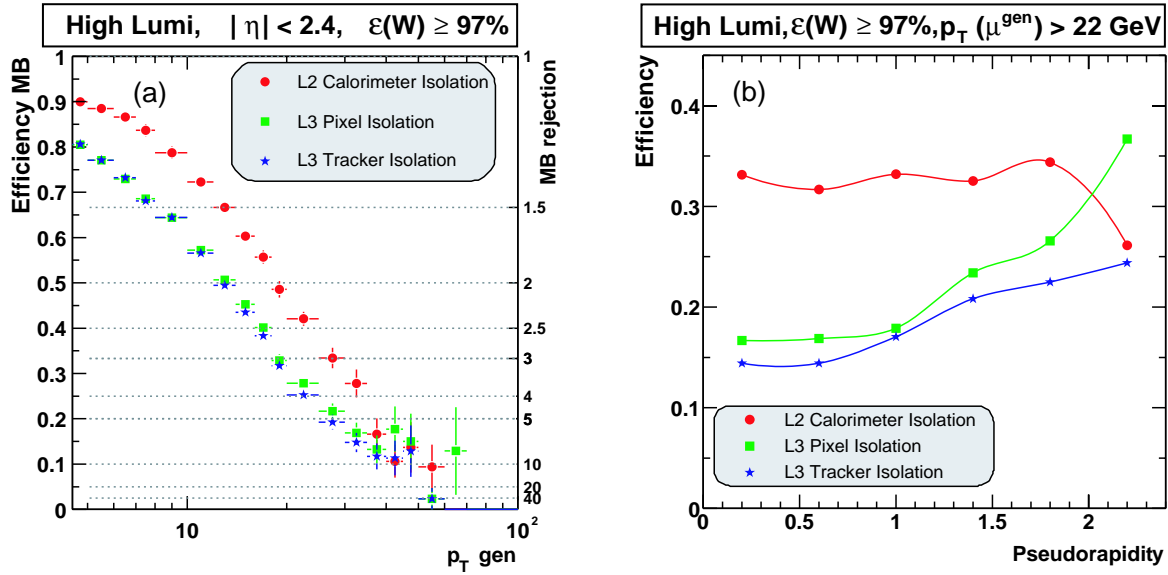 High Lumi, | η| < 2.4, ε(W) ≥ 97%
(a)
L2 Calorimeter Isolation
L3 Pixel Isolation
L3 Tracker Isolation
Efficiency MB
1
0.9
0.8
0.7
0.6
0.5
0.4
0.3
0.2
0.1
0
MB rejection
1
1.5
2
2.5
3
4
5
10
20
40
10
10²
p_T gen
High Lumi,ε(W) ≥ 97%,p_T (μ^gen) > 22 GeV
(b)
Efficiency
0.4
0.3
0.2
0.1
0
L2 Calorimeter Isolation
L3 Pixel Isolation
L3 Tracker Isolation
0
0.5
1
1.5
2
Pseudorapidity